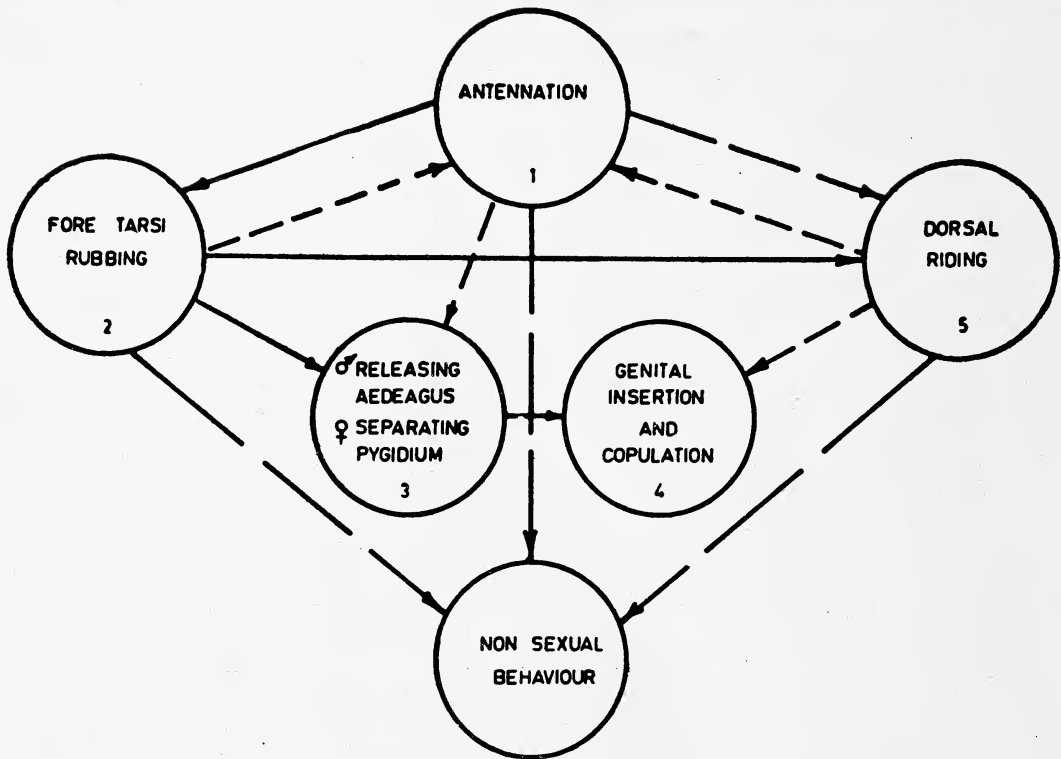 ANTENNATION
1
FORE TARSI
RUBBING
2
DORSAL
RIDING
5
♂ RELEASING
AEDEAGUS
♀ SEPARATING
PYGIDIUM
3
GENITAL
INSERTION
AND
COPULATION
4
NON SEXUAL
BEHAVIOUR